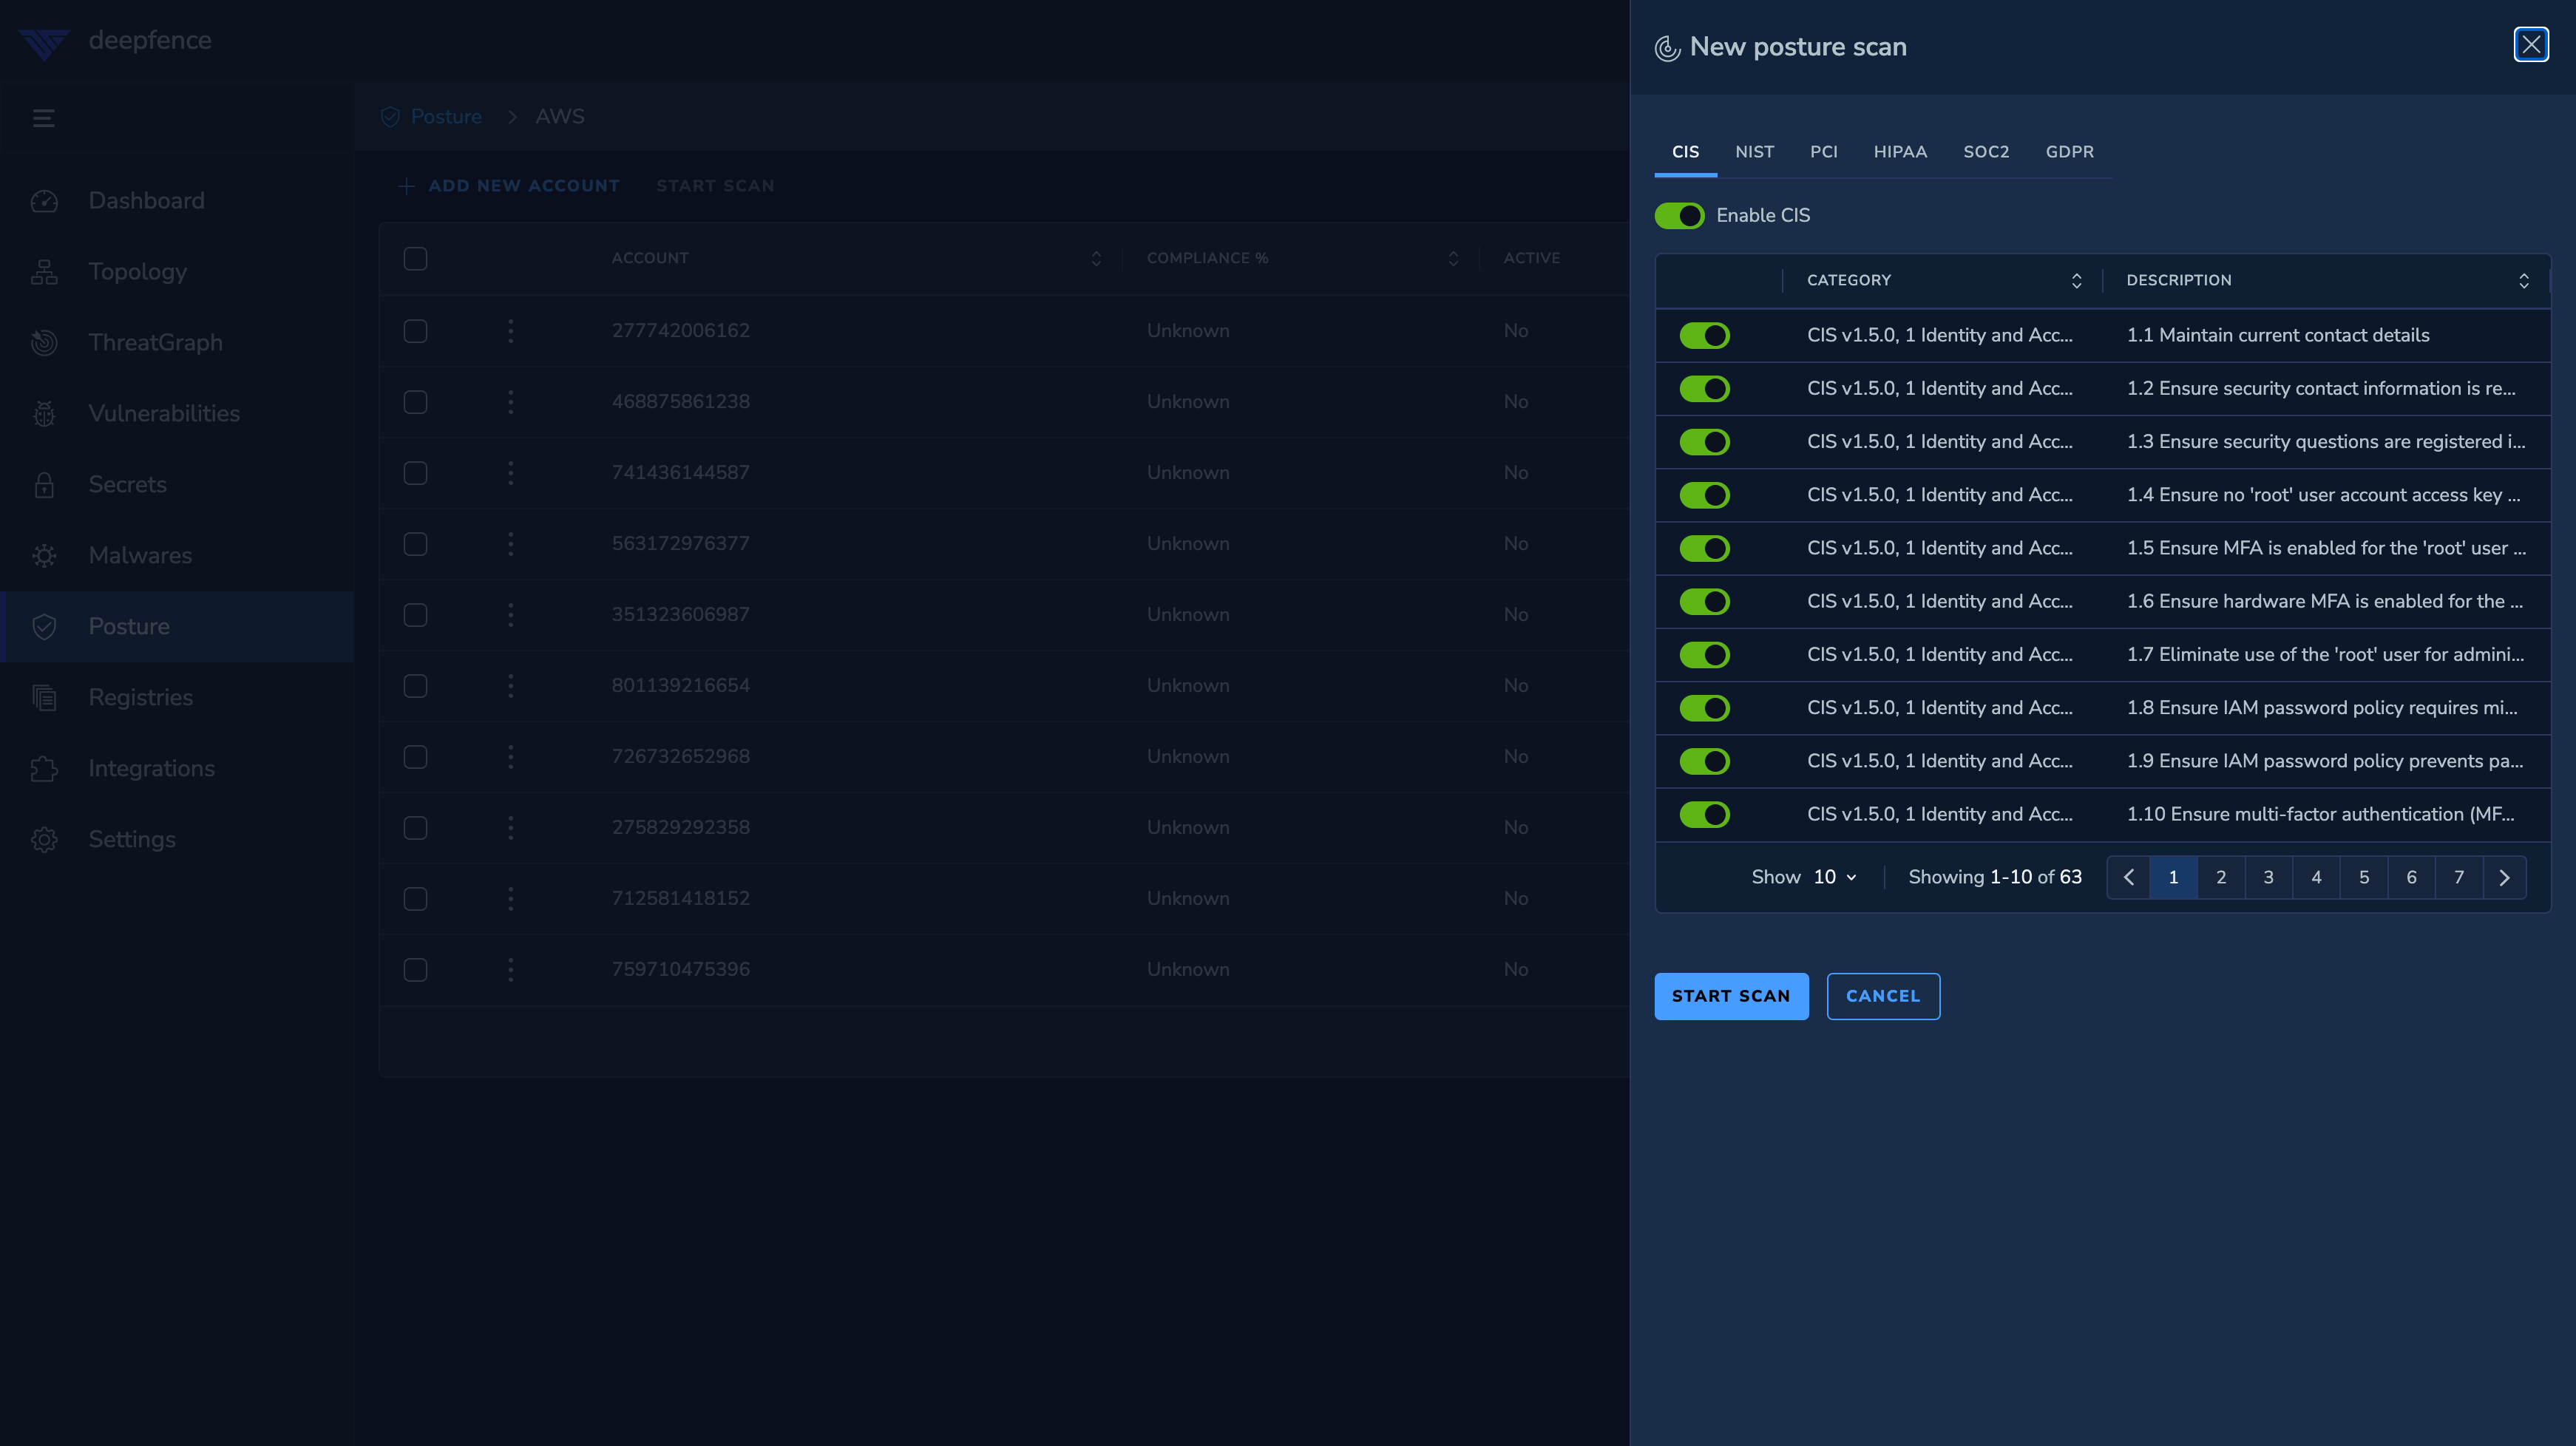 deepfence
Posture > AWS
ADD NEW ACCOUNT START SCAN
Dashboard
Topology
ThreatGraph
Vulnerabilities
Secrets
Malwares
Posture
Registries
Integrations
Settings
ACCOUNT COMPLIANCE % ACTIVE
277742006162 Unknown No
468875861238 Unknown No
741436144587 Unknown No
563172976377 Unknown No
351323606987 Unknown No
801139216654 Unknown No
726732652968 Unknown No
275829292358 Unknown No
712581418152 Unknown No
759710475396 Unknown No
New posture scan
CIS NIST PCI HIPAA SOC2 GDPR
Enable CIS
CATEGORY DESCRIPTION
CIS v1.5.0, 1 Identity and Acc... 1.1 Maintain current contact details
CIS v1.5.0, 1 Identity and Acc... 1.2 Ensure security contact information is re...
CIS v1.5.0, 1 Identity and Acc... 1.3 Ensure security questions are registered i...
CIS v1.5.0, 1 Identity and Acc... 1.4 Ensure no 'root' user account access key ...
CIS v1.5.0, 1 Identity and Acc... 1.5 Ensure MFA is enabled for the 'root' user ...
CIS v1.5.0, 1 Identity and Acc... 1.6 Ensure hardware MFA is enabled for the ...
CIS v1.5.0, 1 Identity and Acc... 1.7 Eliminate use of the 'root' user for admini...
CIS v1.5.0, 1 Identity and Acc... 1.8 Ensure IAM password policy requires mi...
CIS v1.5.0, 1 Identity and Acc... 1.9 Ensure IAM password policy prevents pa...
CIS v1.5.0, 1 Identity and Acc... 1.10 Ensure multi-factor authentication (MF...
Show 10 Showing 1-10 of 63 1 2 3 4 5 6 7
START SCAN CANCEL